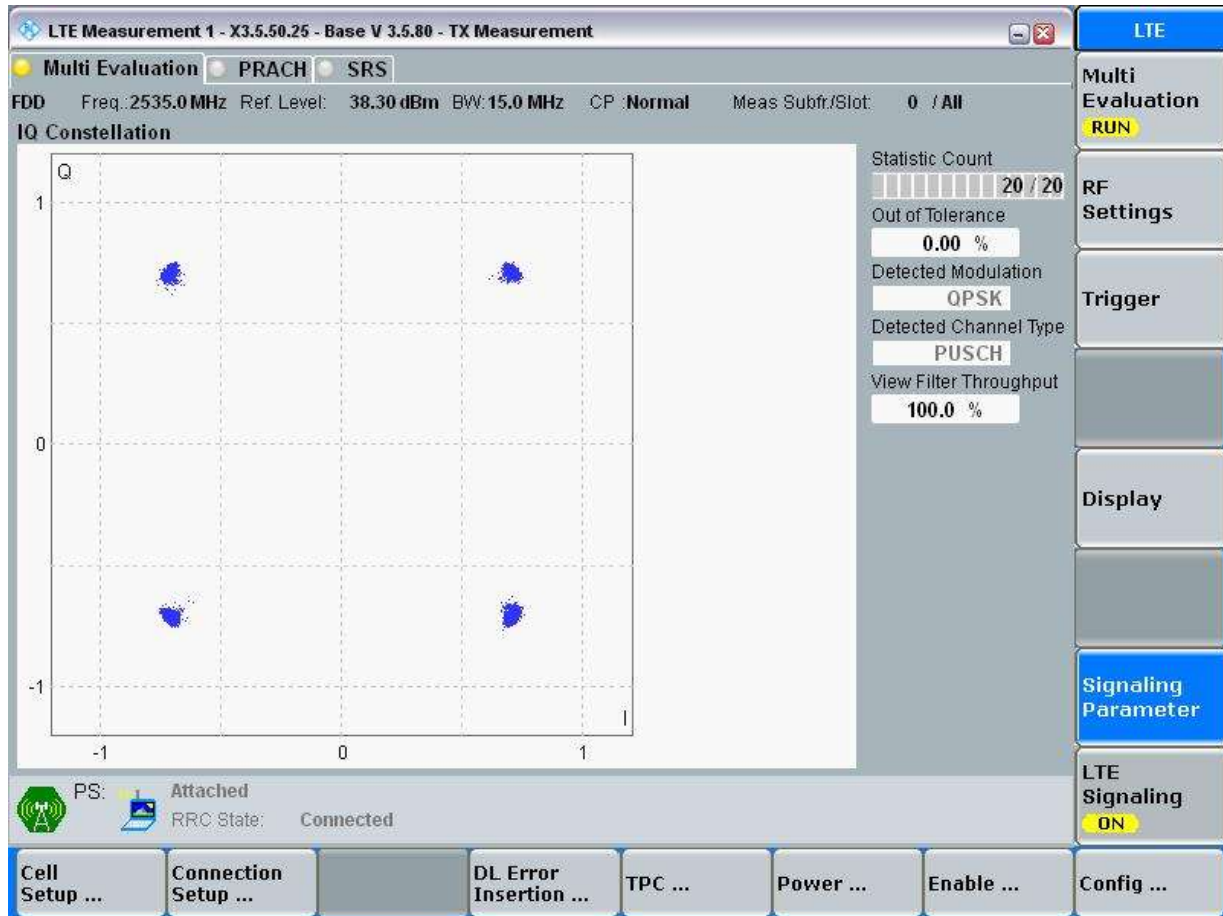 LTE Measurement 1 - X3.5.50.25 - Base V 3.5.80 - TX Measurement
LTE
Multi Evaluation PRACH SRS
FDD Freq.:2535.0 MHz Ref. Level: 38.30 dBm BW:15.0 MHz CP :Normal Meas Subfr./Slot: 0 / All
IQ Constellation
Q
1
0
-1
-1 0 1
I
Statistic Count
20 / 20
Out of Tolerance
0.00 %
Detected Modulation
QPSK
Detected Channel Type
PUSCH
View Filter Throughput
100.0 %
Multi
Evaluation
RUN
RF
Settings
Trigger
Display
Signaling
Parameter
LTE
Signaling
ON
PS: Attached
RRC State: Connected
Cell
Setup ...
Connection
Setup ...
DL Error
Insertion ...
TPC ...
Power ...
Enable ...
Config ...